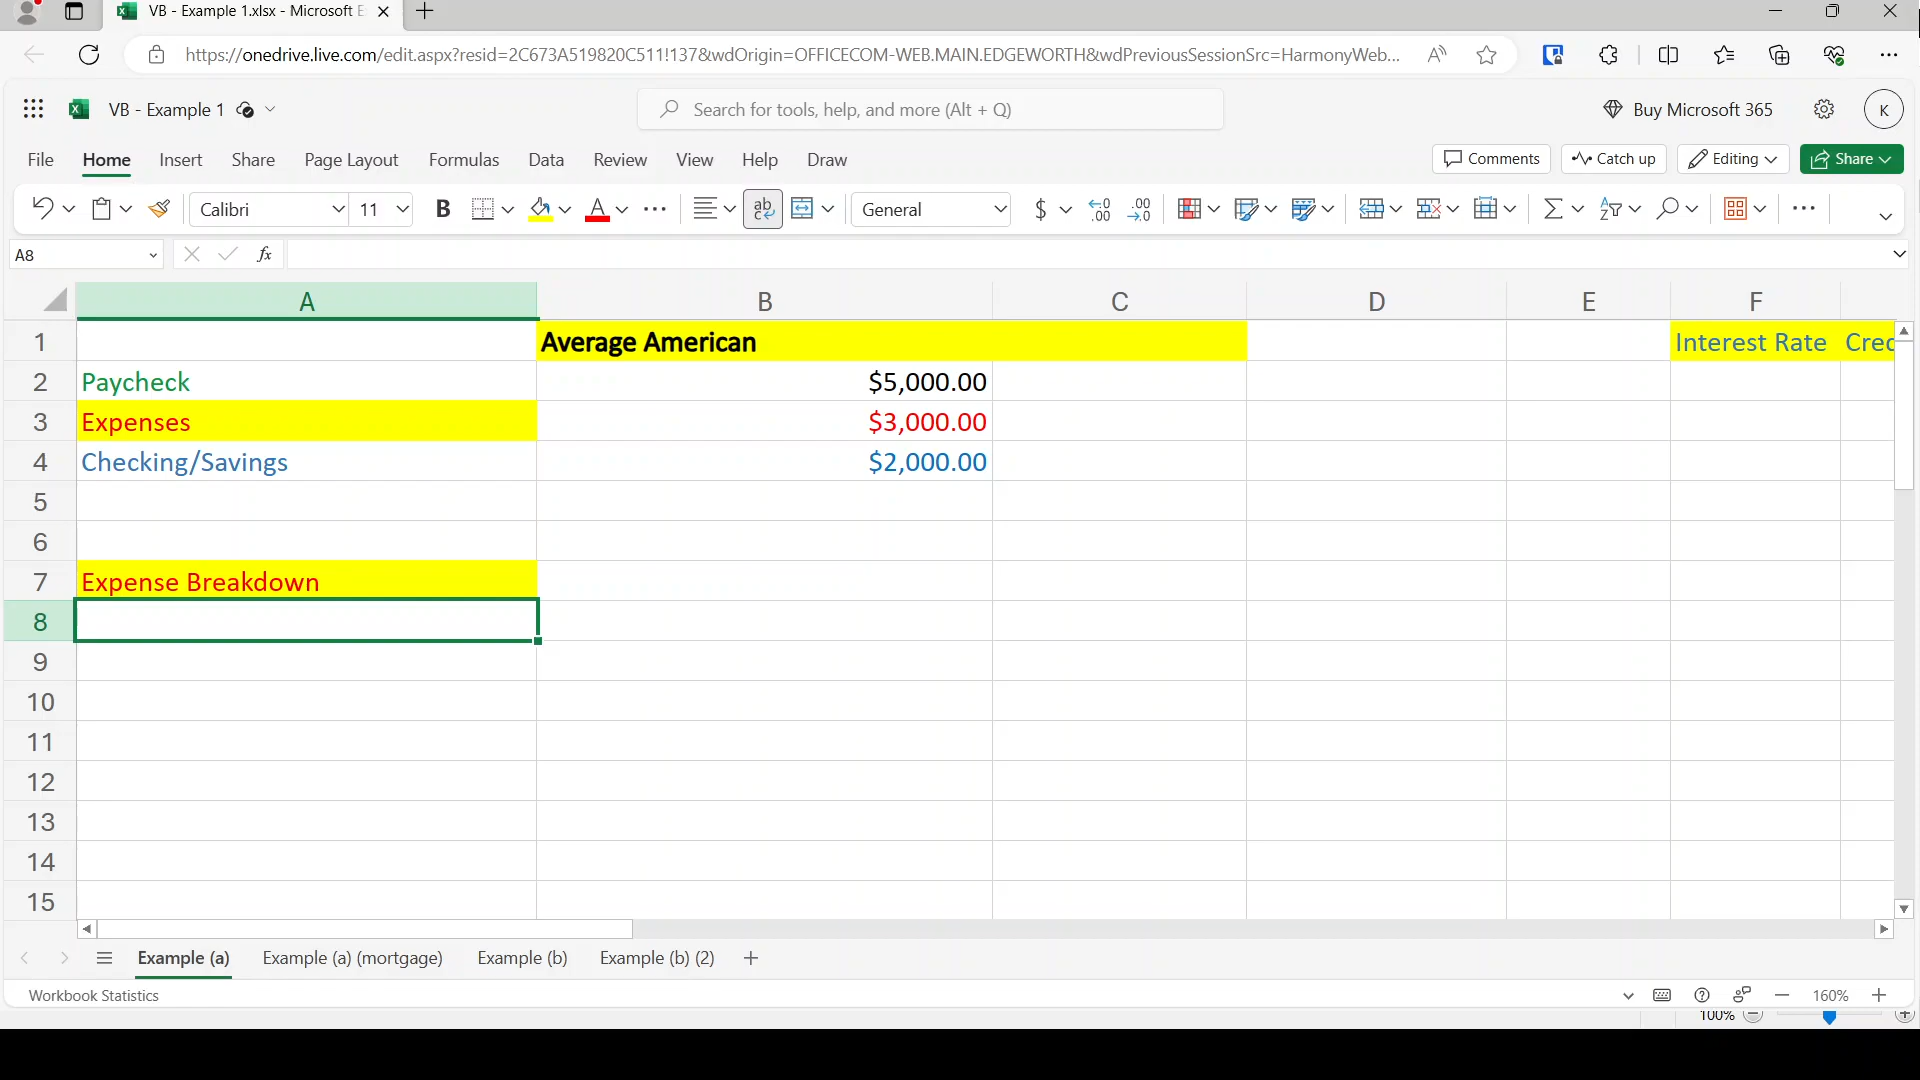 VB - Example 1.xlsx - Microsoft E
https://onedrive.live.com/edit.aspx?resid=2C673A519820C511!137&wdOrigin=OFFICECOM-WEB.MAIN.EDGEWORTH&wdPreviousSessionSrc=HarmonyWeb...
VB - Example 1
Search for tools, help, and more (Alt + Q)
Buy Microsoft 365
K
File Home Insert Share Page Layout Formulas Data Review View Help Draw
Comments Catch up Editing Share
Calibri 11 B A ab c General $ .00 .00
A8 fx
A B C D E F
1 Average American Interest Rate Cred
2 Paycheck $5,000.00
3 Expenses $3,000.00
4 Checking/Savings $2,000.00
5
6
7 Expense Breakdown
8
9
10
11
12
13
14
15
Example (a) Example (a) (mortgage) Example (b) Example (b) (2)
Workbook Statistics 160%
100%